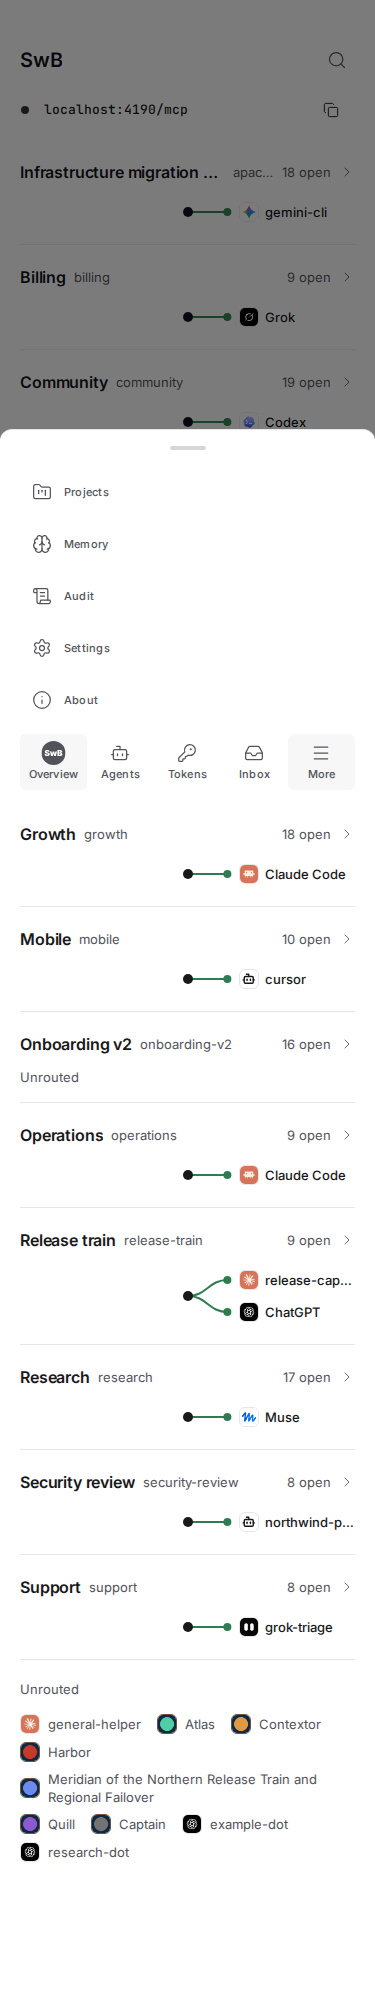 SwB
localhost:4190/mcp
Infrastructure migration ... apac... 18 open
gemini-cli
Billing billing 9 open
Grok
Community community 19 open
Codex
Projects
Memory
Audit
Settings
About
SwB
Overview Agents Tokens Inbox More
Growth growth 18 open
Claude Code
Mobile mobile 10 open
cursor
Onboarding v2 onboarding-v2 16 open
Unrouted
Operations operations 9 open
Claude Code
Release train release-train 9 open
release-cap...
ChatGPT
Research research 17 open
Muse
Security review security-review 8 open
northwind-p...
Support support 8 open
grok-triage
Unrouted
general-helper Atlas Contextor
Harbor
Meridian of the Northern Release Train and
Regional Failover
Quill Captain example-dot
research-dot